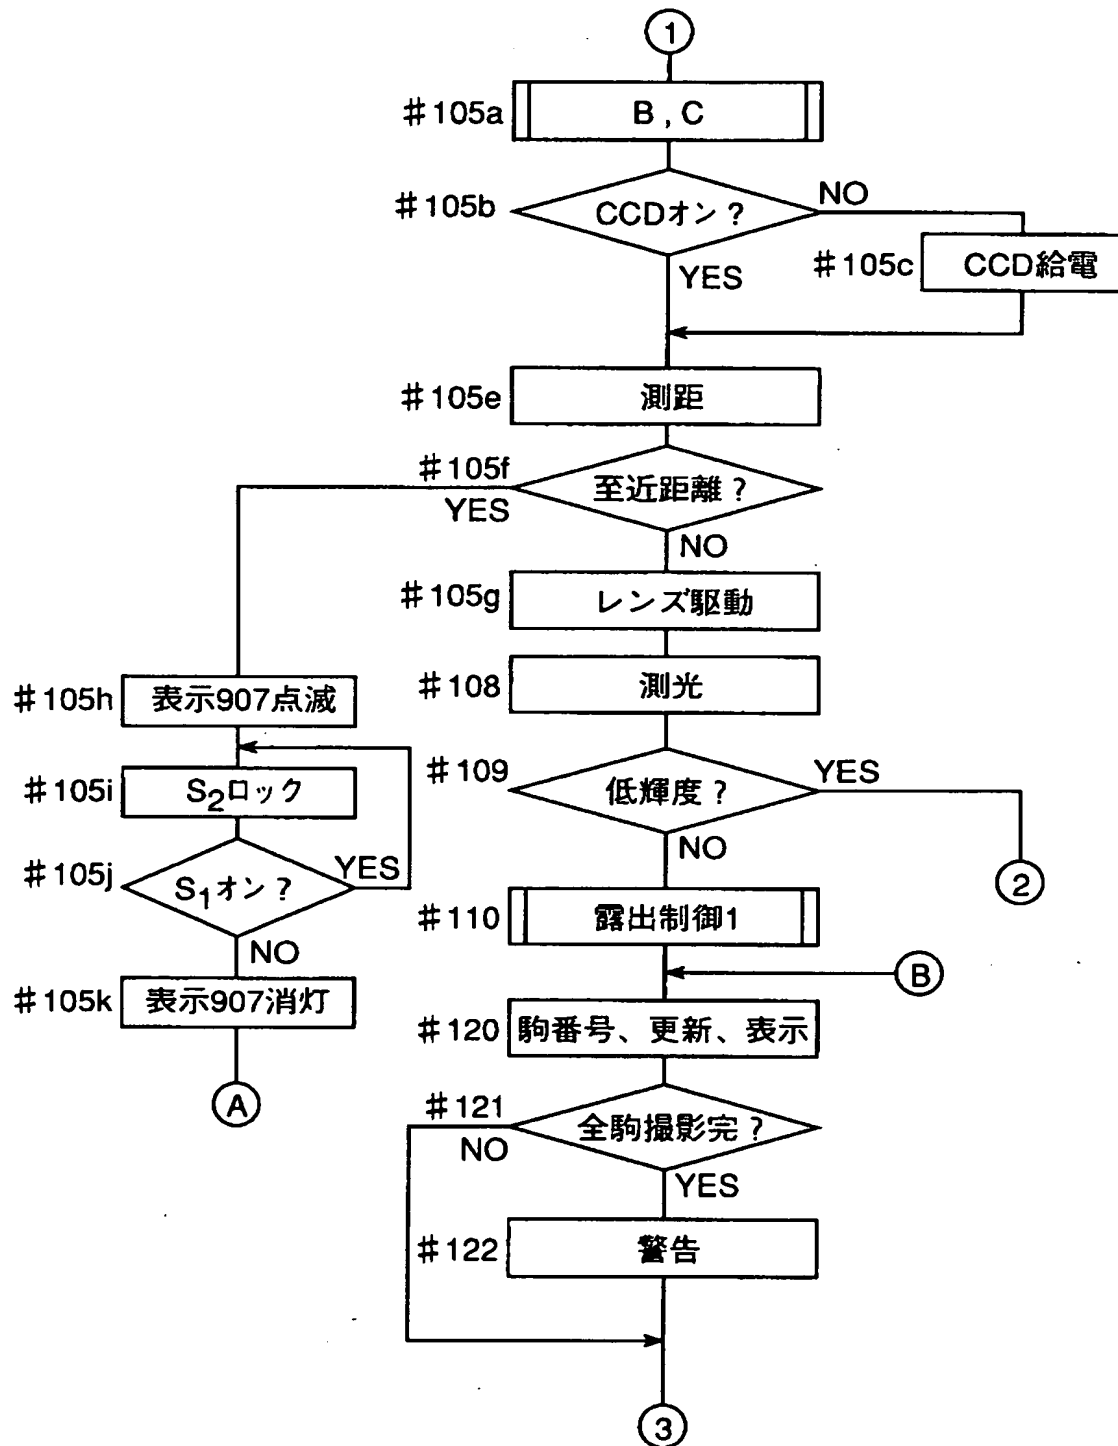 1
#105a
B , C
#105b
CCDオン？
NO
YES
#105c
CCD給電
#105e
測距
#105f
至近距離？
YES
NO
#105g
レンズ駆動
#108
測光
#105h
表示907点滅
#109
低輝度？
YES
NO
2
#105i
S2ロック
#105j
S1オン？
YES
NO
#110
露出制御1
B
#105k
表示907消灯
A
#120
駒番号、更新、表示
#121
全駒撮影完？
NO
YES
#122
警告
3